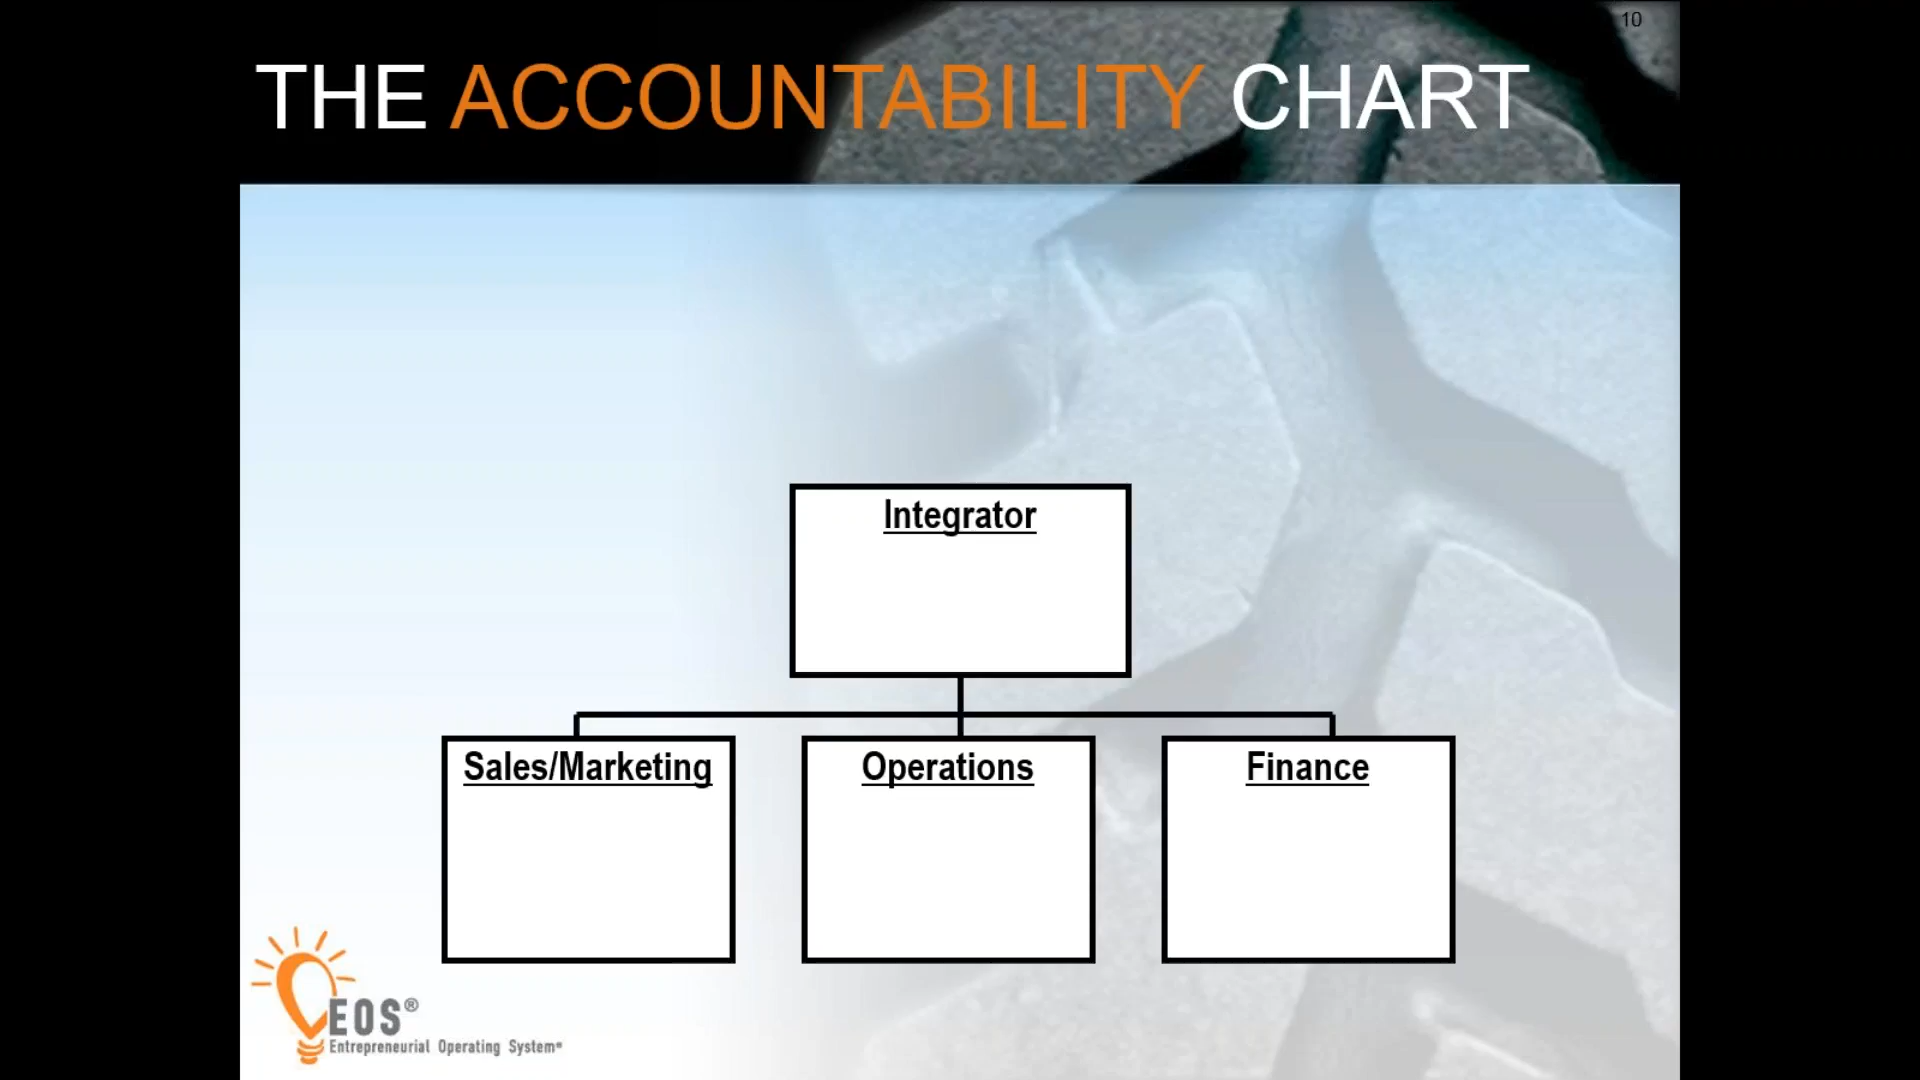 10
THE ACCOUNTABILITY CHART
Integrator
Sales/Marketing
Operations
Finance
EOS®
Entrepreneurial Operating System®